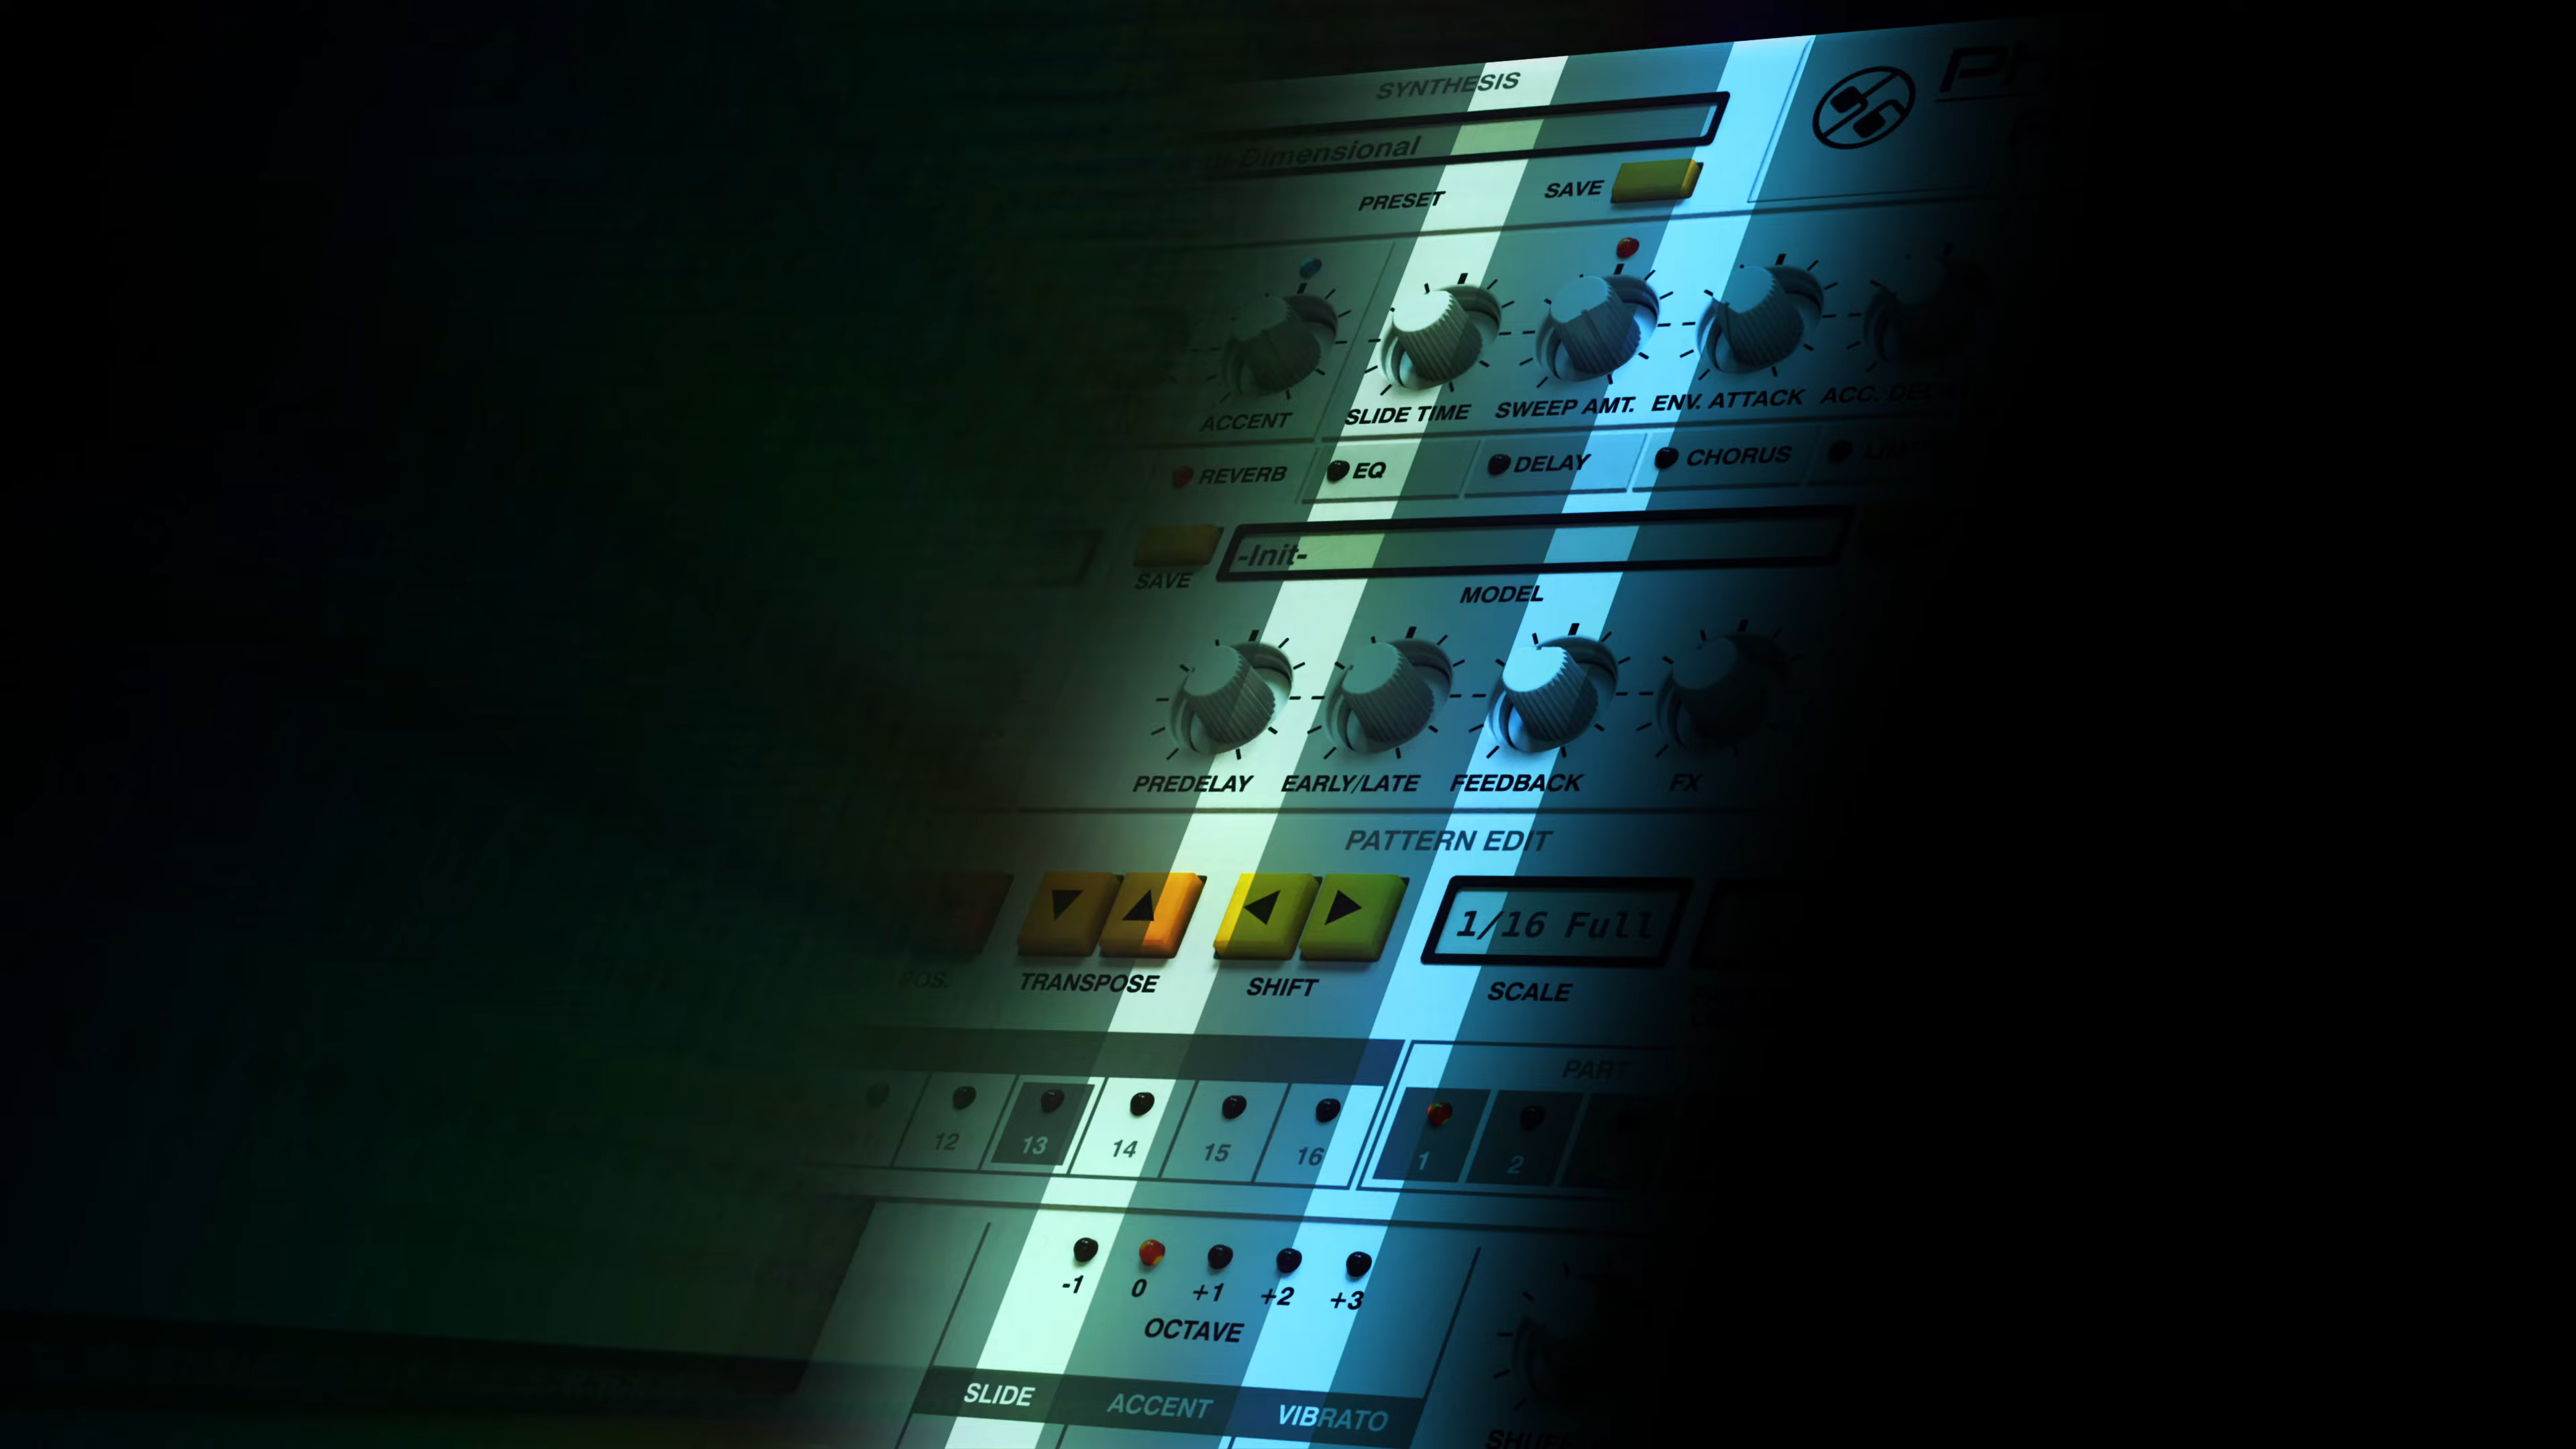 SYNTHESIS
Dimensional
PRESET
SAVE
ACCENT
SLIDE TIME
SWEEP AMT.
ENV. ATTACK
ACC.
REVERB
EQ
DELAY
CHORUS
SAVE
-Init-
MODEL
PREDELAY
EARLY/LATE
FEEDBACK
FX
PATTERN EDIT
1/16 Full
POS.
TRANSPOSE
SHIFT
SCALE
PART
12
13
14
15
16
1
2
-1
0
+1
+2
+3
OCTAVE
SLIDE
ACCENT
VIBRATO